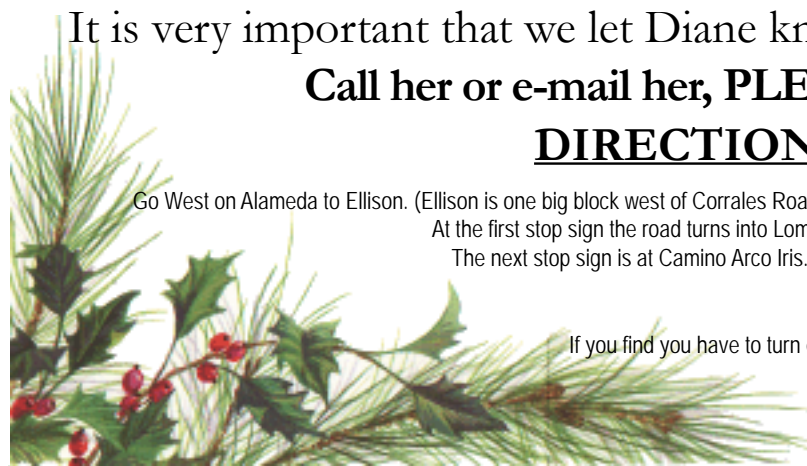 It is very important that we let Diane kn
Call her or e-mail her, PLE
DIRECTION
Go West on Alameda to Ellison. (Ellison is one big block west of Corrales Roa
At the first stop sign the road turns into Lom
The next stop sign is at Camino Arco Iris.
If you find you have to turn